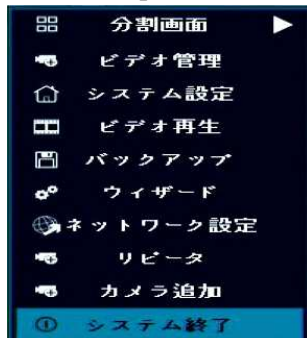 分割画面
ビデオ管理
システム設定
ビデオ再生
バックアップ
ウィザード
ネットワーク設定
リピータ
カメラ追加
システム終了